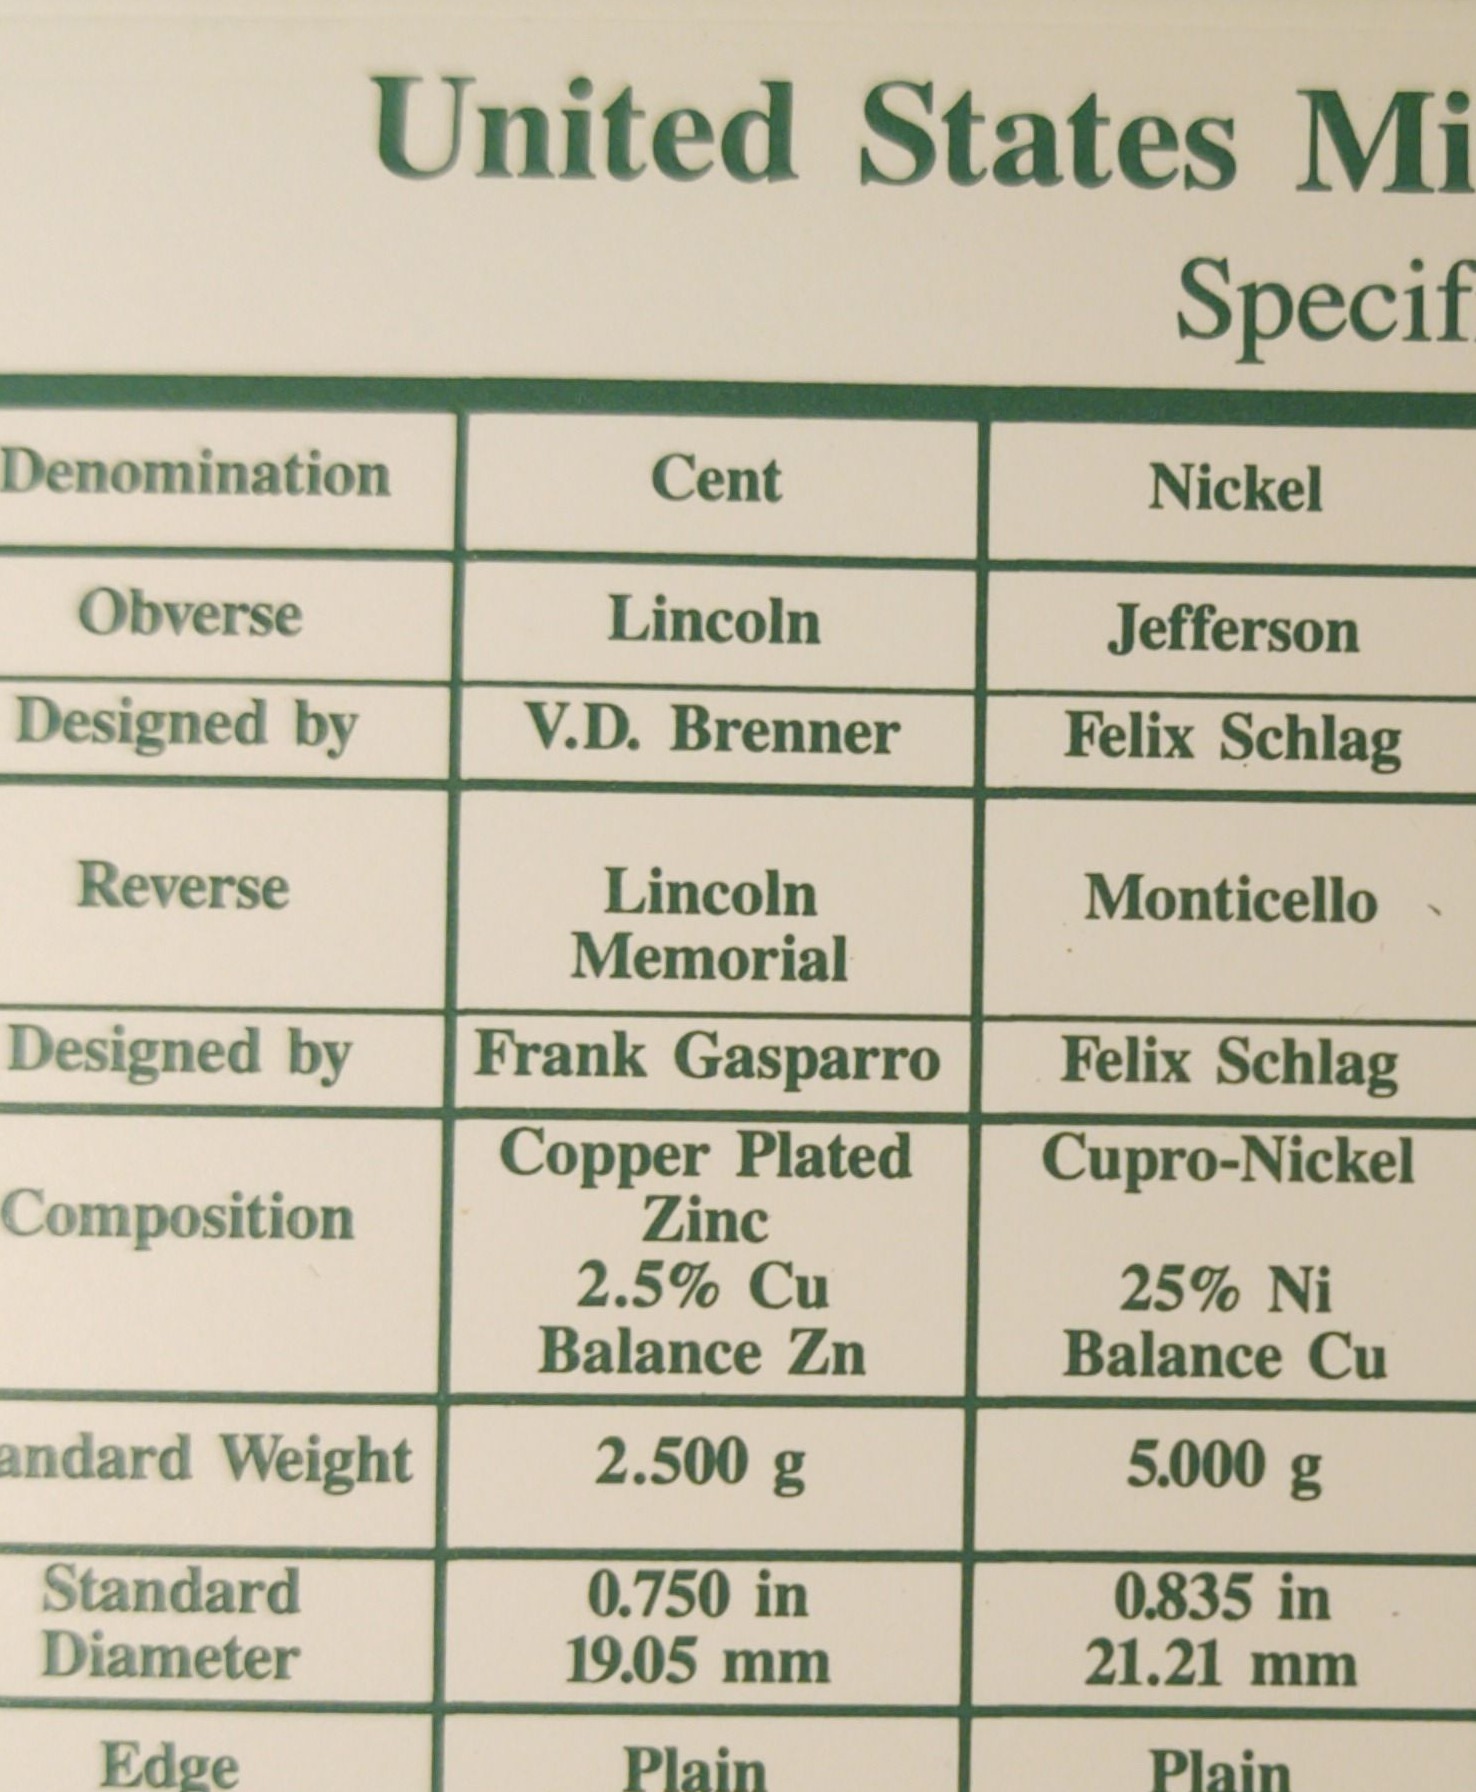 United States Mi
Specif
Denomination Cent Nickel
Obverse Lincoln Jefferson
Designed by V.D. Brenner Felix Schlag
Reverse Lincoln Monticello
Memorial
Designed by Frank Gasparro Felix Schlag
Copper Plated Cupro-Nickel
Composition Zinc
2.5% Cu 25% Ni
Balance Zn Balance Cu
andard Weight 2.500 g 5.000 g
Standard 0.750 in 0.835 in
Diameter 19.05 mm 21.21 mm
Edge Plain Plain